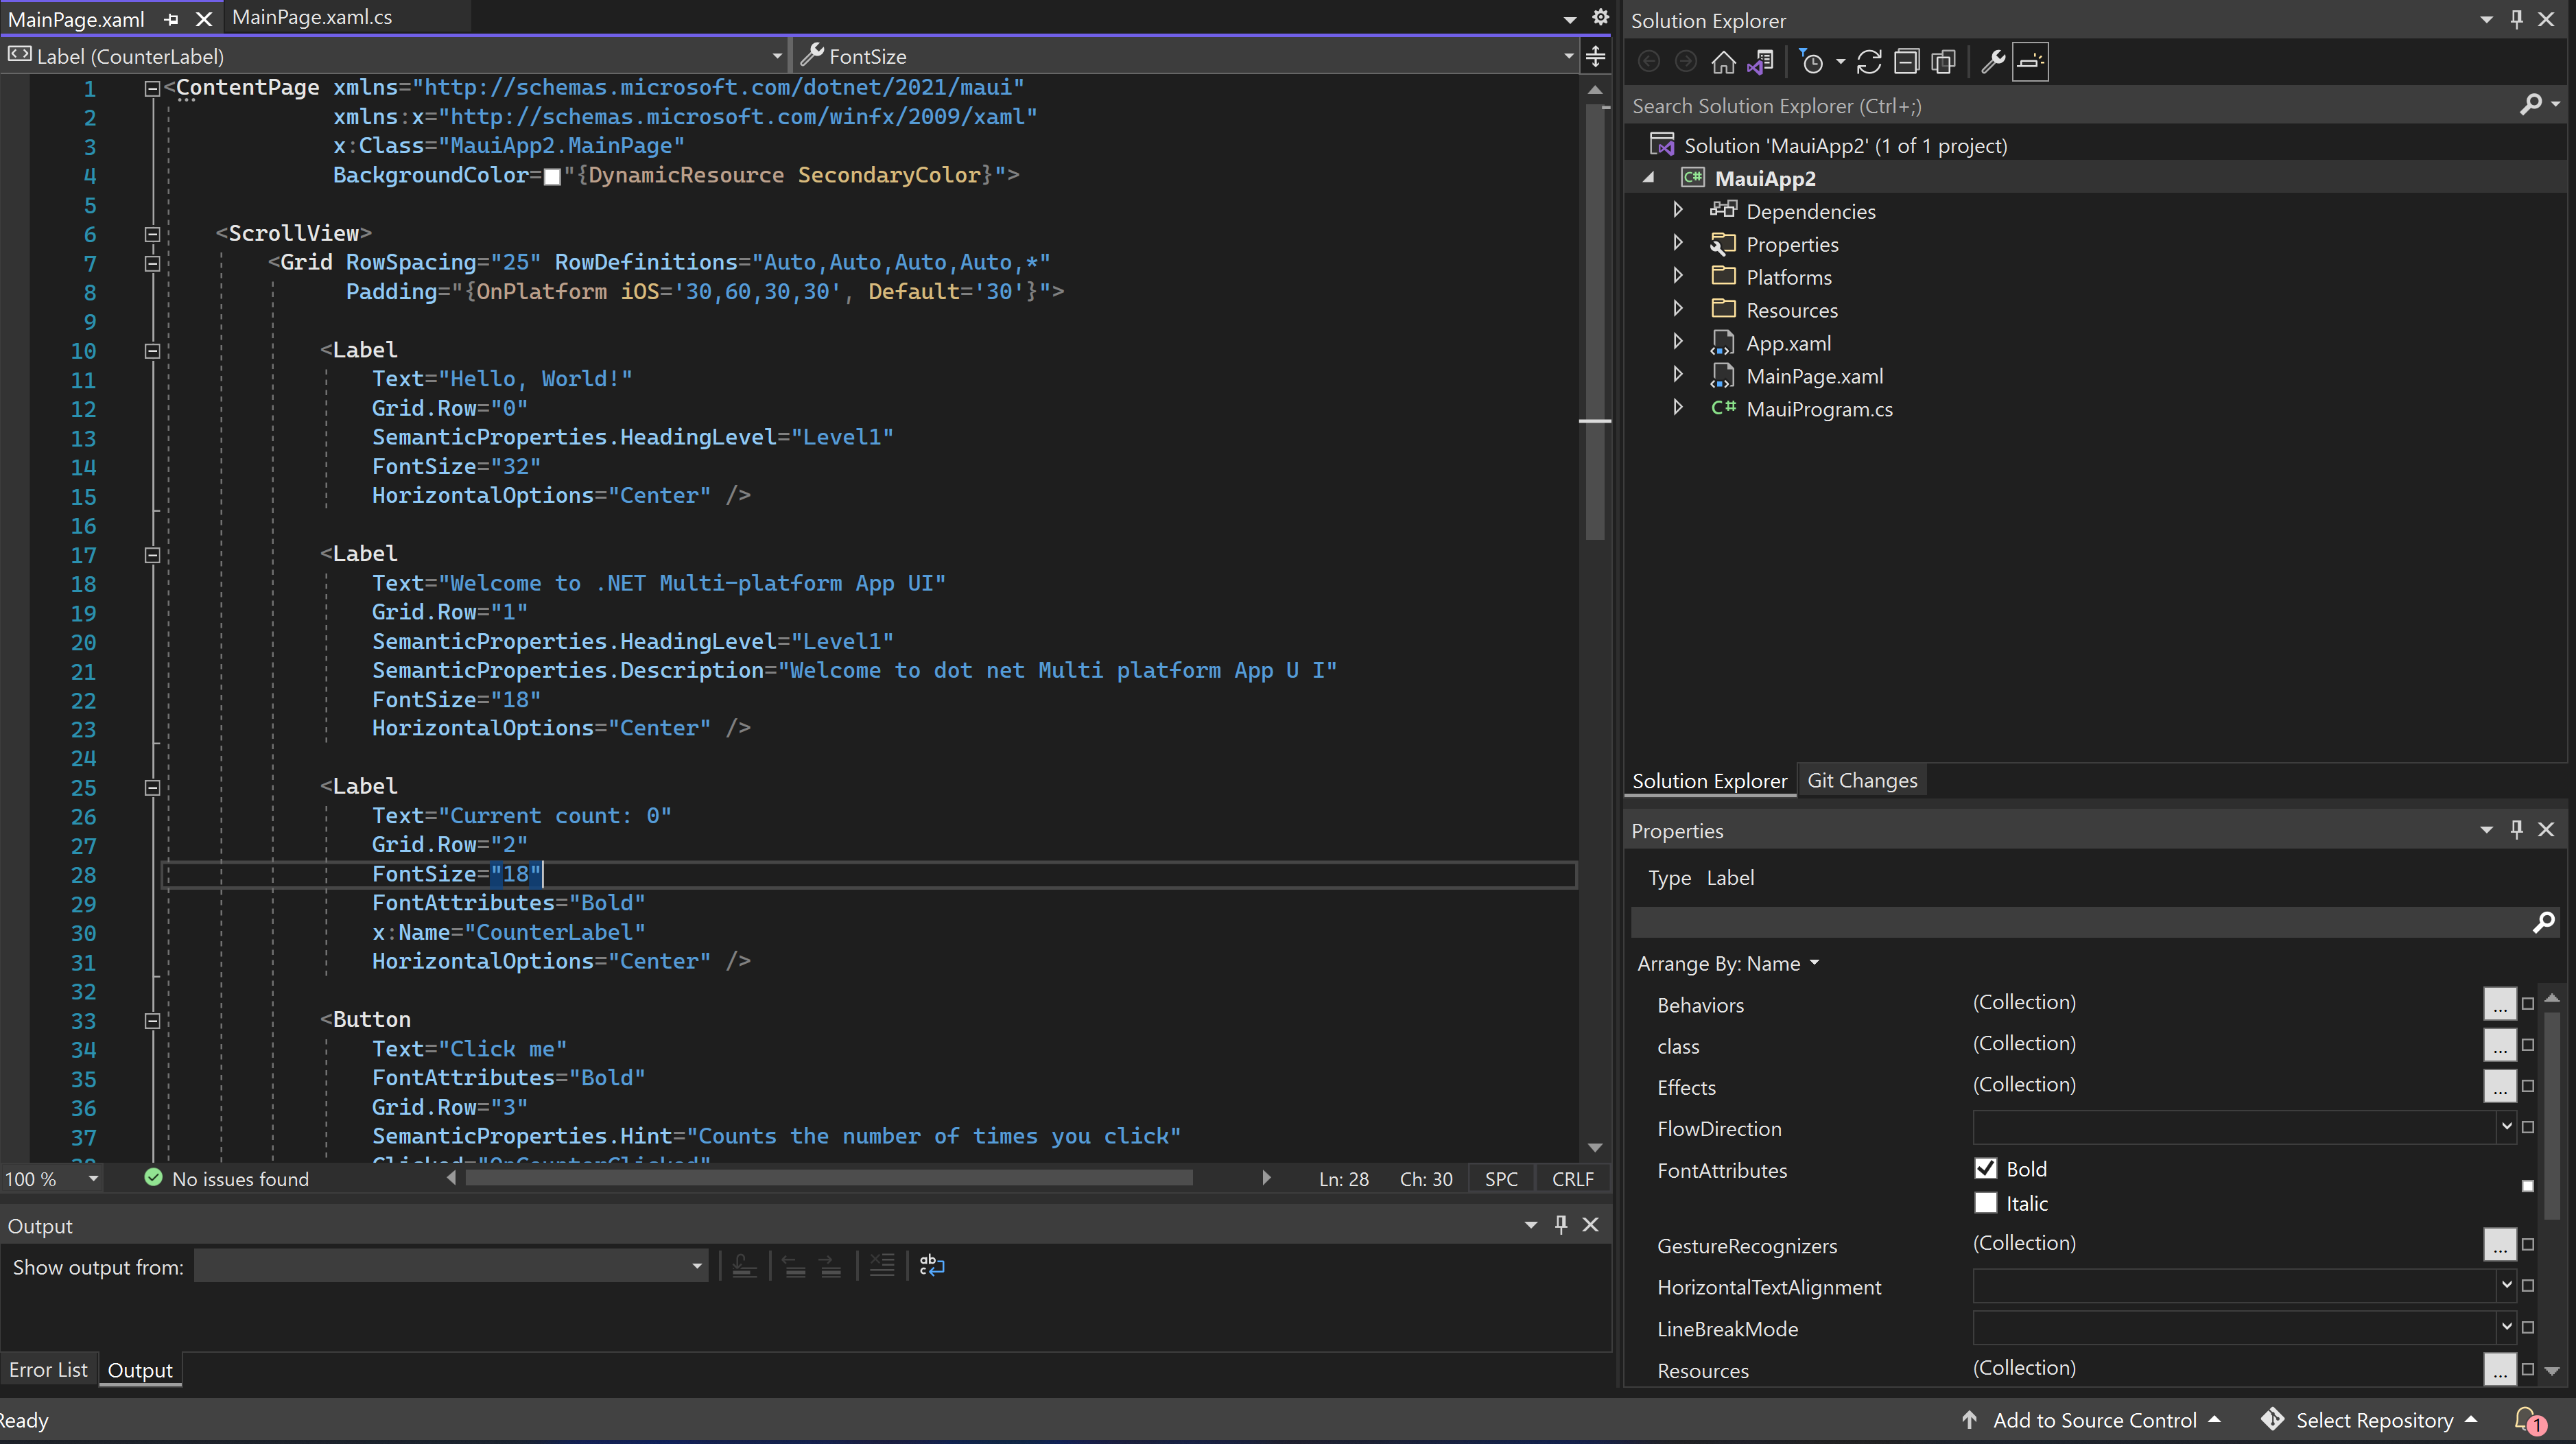 MainPage.xaml
MainPage.xaml.cs
Label (CounterLabel)
FontSize
1 <ContentPage xmlns="http://schemas.microsoft.com/dotnet/2021/maui"
2 xmlns:x="http://schemas.microsoft.com/winfx/2009/xaml"
3 x:Class="MauiApp2.MainPage"
4 BackgroundColor="{DynamicResource SecondaryColor}">
5
6 <ScrollView>
7 <Grid RowSpacing="25" RowDefinitions="Auto,Auto,Auto,Auto,*"
8 Padding="{OnPlatform iOS='30,60,30,30', Default='30'}">
9
10 <Label
11 Text="Hello, World!"
12 Grid.Row="0"
13 SemanticProperties.HeadingLevel="Level1"
14 FontSize="32"
15 HorizontalOptions="Center" />
16
17 <Label
18 Text="Welcome to .NET Multi-platform App UI"
19 Grid.Row="1"
20 SemanticProperties.HeadingLevel="Level1"
21 SemanticProperties.Description="Welcome to dot net Multi platform App U I"
22 FontSize="18"
23 HorizontalOptions="Center" />
24
25 <Label
26 Text="Current count: 0"
27 Grid.Row="2"
28 FontSize="18"
29 FontAttributes="Bold"
30 x:Name="CounterLabel"
31 HorizontalOptions="Center" />
32
33 <Button
34 Text="Click me"
35 FontAttributes="Bold"
36 Grid.Row="3"
37 SemanticProperties.Hint="Counts the number of times you click"
100 %
No issues found
Ln: 28
Ch: 30
SPC
CRLF
Output
Show output from:
Error List
Output
Solution Explorer
Search Solution Explorer (Ctrl+;)
Solution 'MauiApp2' (1 of 1 project)
C# MauiApp2
Dependencies
Properties
Platforms
Resources
App.xaml
MainPage.xaml
C# MauiProgram.cs
Solution Explorer
Git Changes
Properties
Type Label
Arrange By: Name
Behaviors (Collection) ...
class (Collection) ...
Effects (Collection) ...
FlowDirection
FontAttributes Bold
Italic
GestureRecognizers (Collection) ...
HorizontalTextAlignment
LineBreakMode
Resources (Collection) ...
Ready
Add to Source Control
Select Repository
1